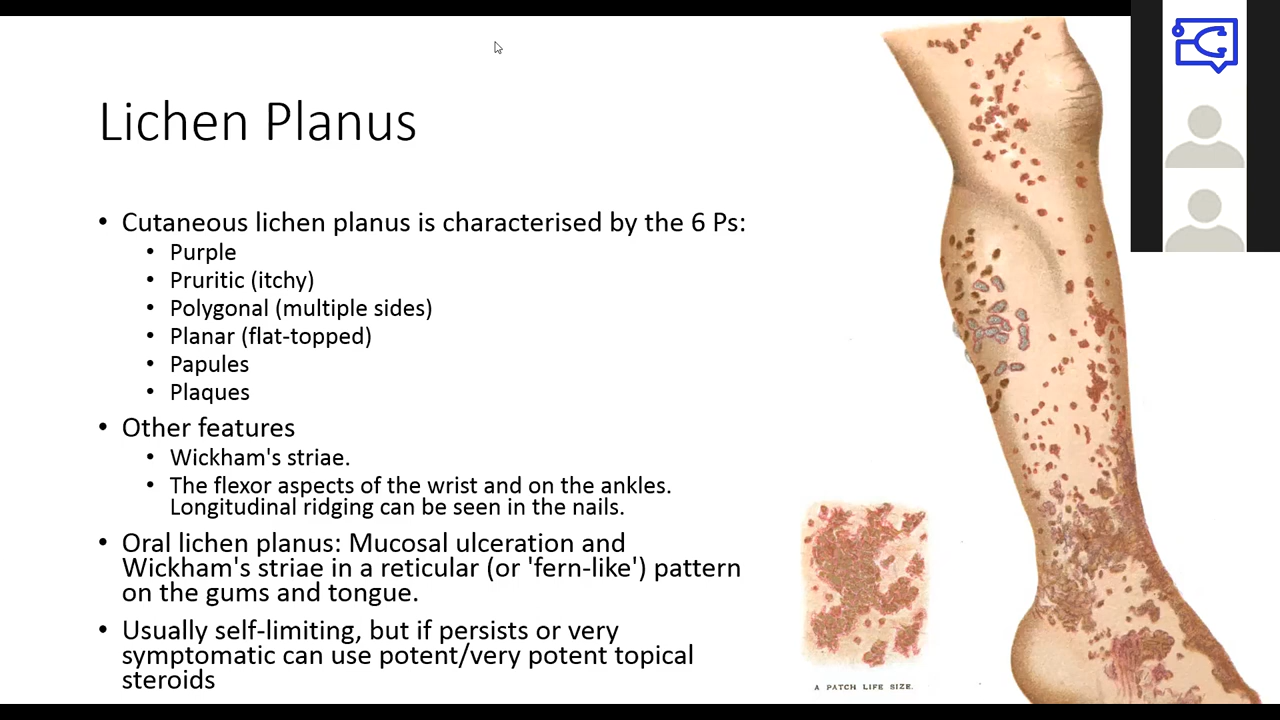 Lichen Planus
• Cutaneous lichen planus is characterised by the 6 Ps:
• Purple
• Pruritic (itchy)
• Polygonal (multiple sides)
• Planar (flat-topped)
• Papules
• Plaques
• Other features
• Wickham's striae.
• The flexor aspects of the wrist and on the ankles.
Longitudinal ridging can be seen in the nails.
• Oral lichen planus: Mucosal ulceration and
Wickham's striae in a reticular (or 'fern-like') pattern
on the gums and tongue.
• Usually self-limiting, but if persists or very
symptomatic can use potent/very potent topical
steroids
A PATCH LIFE SIZE.